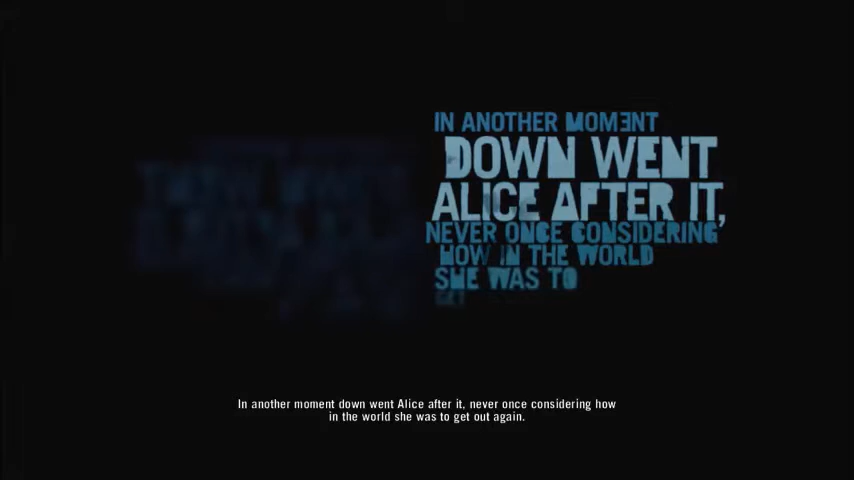 IN ANOTHER MOMENT
DOWN WENT
ALICE AFTER IT,
NEVER ONCE CONSIDERING
HOW IN THE WORLD
SHE WAS TO
GET
In another moment down went Alice after it, never once considering how
in the world she was to get out again.